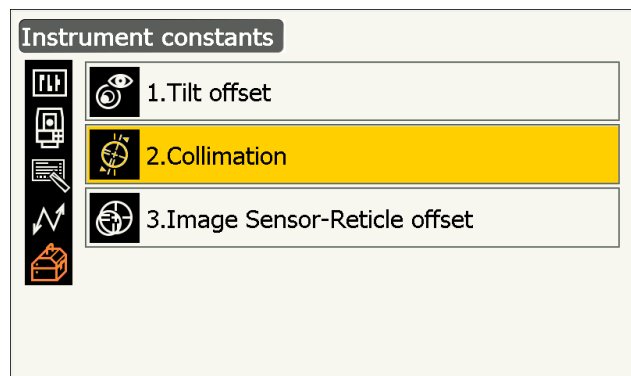 Instrument constants
1.Tilt offset
2.Collimation
3.Image Sensor-Reticle offset